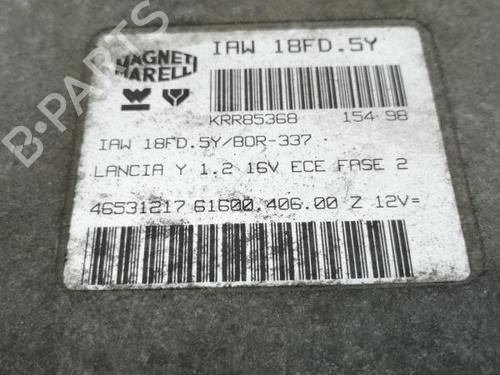 MAGNETI MARELLI
IAW 18FD.5Y
KRR85368 154-98
IAW 18FD.5Y/BOR-337
LANCIA Y 1.2 16V ECE FASE 2
46531217 61600.406.00 Z 12V=
B-PARTS